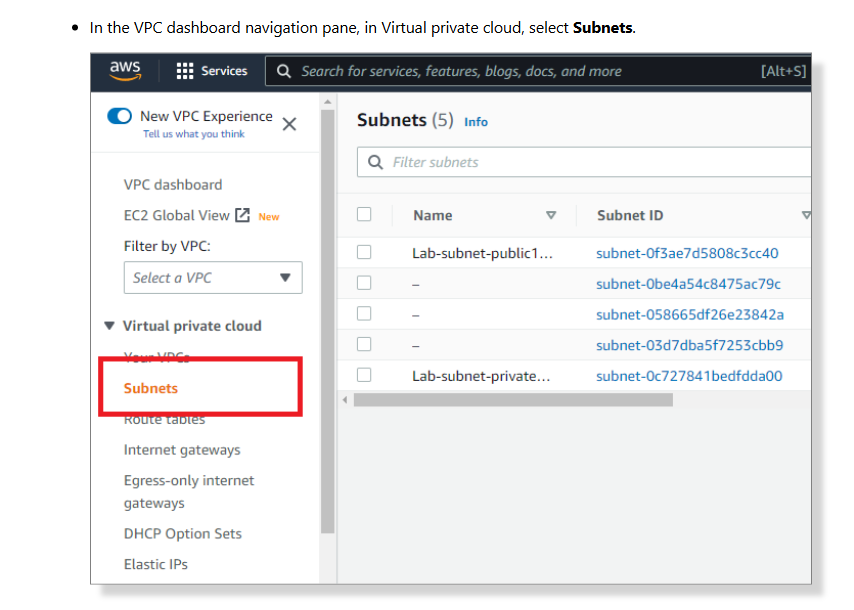 • In the VPC dashboard navigation pane, in Virtual private cloud, select Subnets.
aws
Services
Search for services, features, blogs, docs, and more
[Alt+S]
New VPC Experience
Tell us what you think
VPC dashboard
EC2 Global View New
Filter by VPC:
Select a VPC
Virtual private cloud
Your VPCs
Subnets
Route tables
Internet gateways
Egress-only internet
gateways
DHCP Option Sets
Elastic IPs
Subnets (5) Info
Filter subnets
Name Subnet ID
Lab-subnet-public1... subnet-0f3ae7d5808c3cc40
– subnet-0be4a54c8475ac79c
– subnet-058665df26e23842a
– subnet-03d7dba5f7253cbb9
Lab-subnet-private... subnet-0c727841bedfdda00